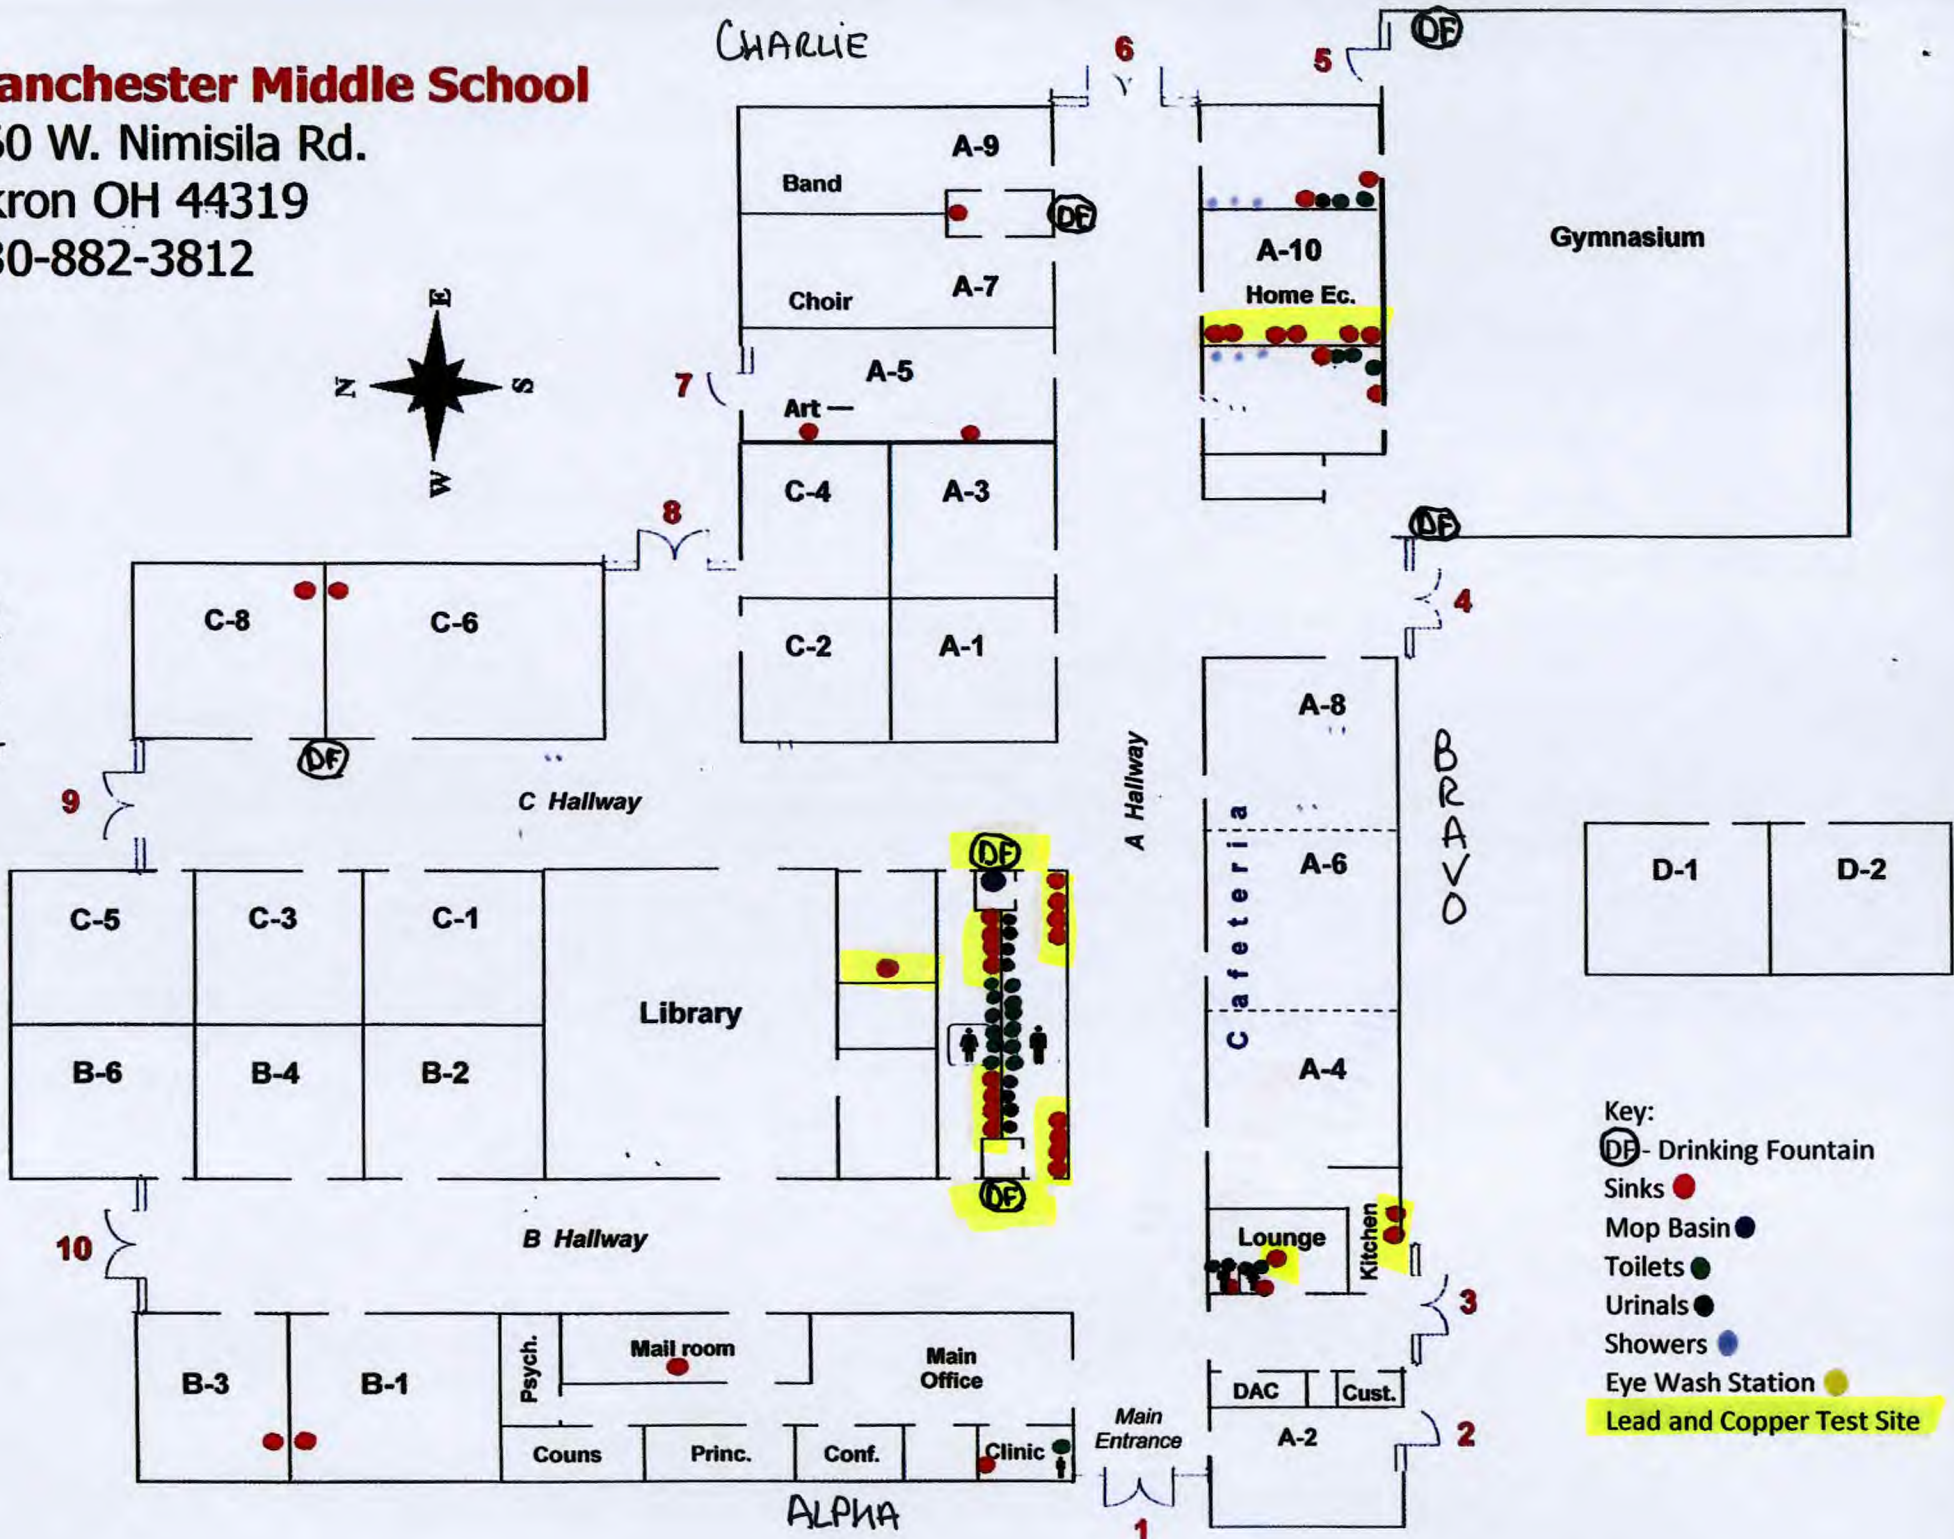 CHARLIE
anchester Middle School
50 W. Nimisila Rd.
kron OH 44319
30-882-3812
6
5
DF
A-9
Band
DF
A-10
Home Ec.
Gymnasium
A-7
Choir
E
N
S
W
7
A-5
Art
8
C-4
A-3
DF
4
C-8
C-6
C-2
A-1
A-8
DF
9
C Hallway
A Hallway
BRAVO
DF
Cafeteria
A-6
D-1
D-2
C-5
C-3
C-1
Library
B-6
B-4
B-2
A-4
DF
10
B Hallway
Lounge
Kitchen
3
B-3
B-1
Psych.
Mail room
Main
Office
DAC
Cust.
Couns
Princ.
Conf.
Clinic
Main
Entrance
A-2
2
ALPHA
1
Key:
DF - Drinking Fountain
Sinks
Mop Basin
Toilets
Urinals
Showers
Eye Wash Station
Lead and Copper Test Site